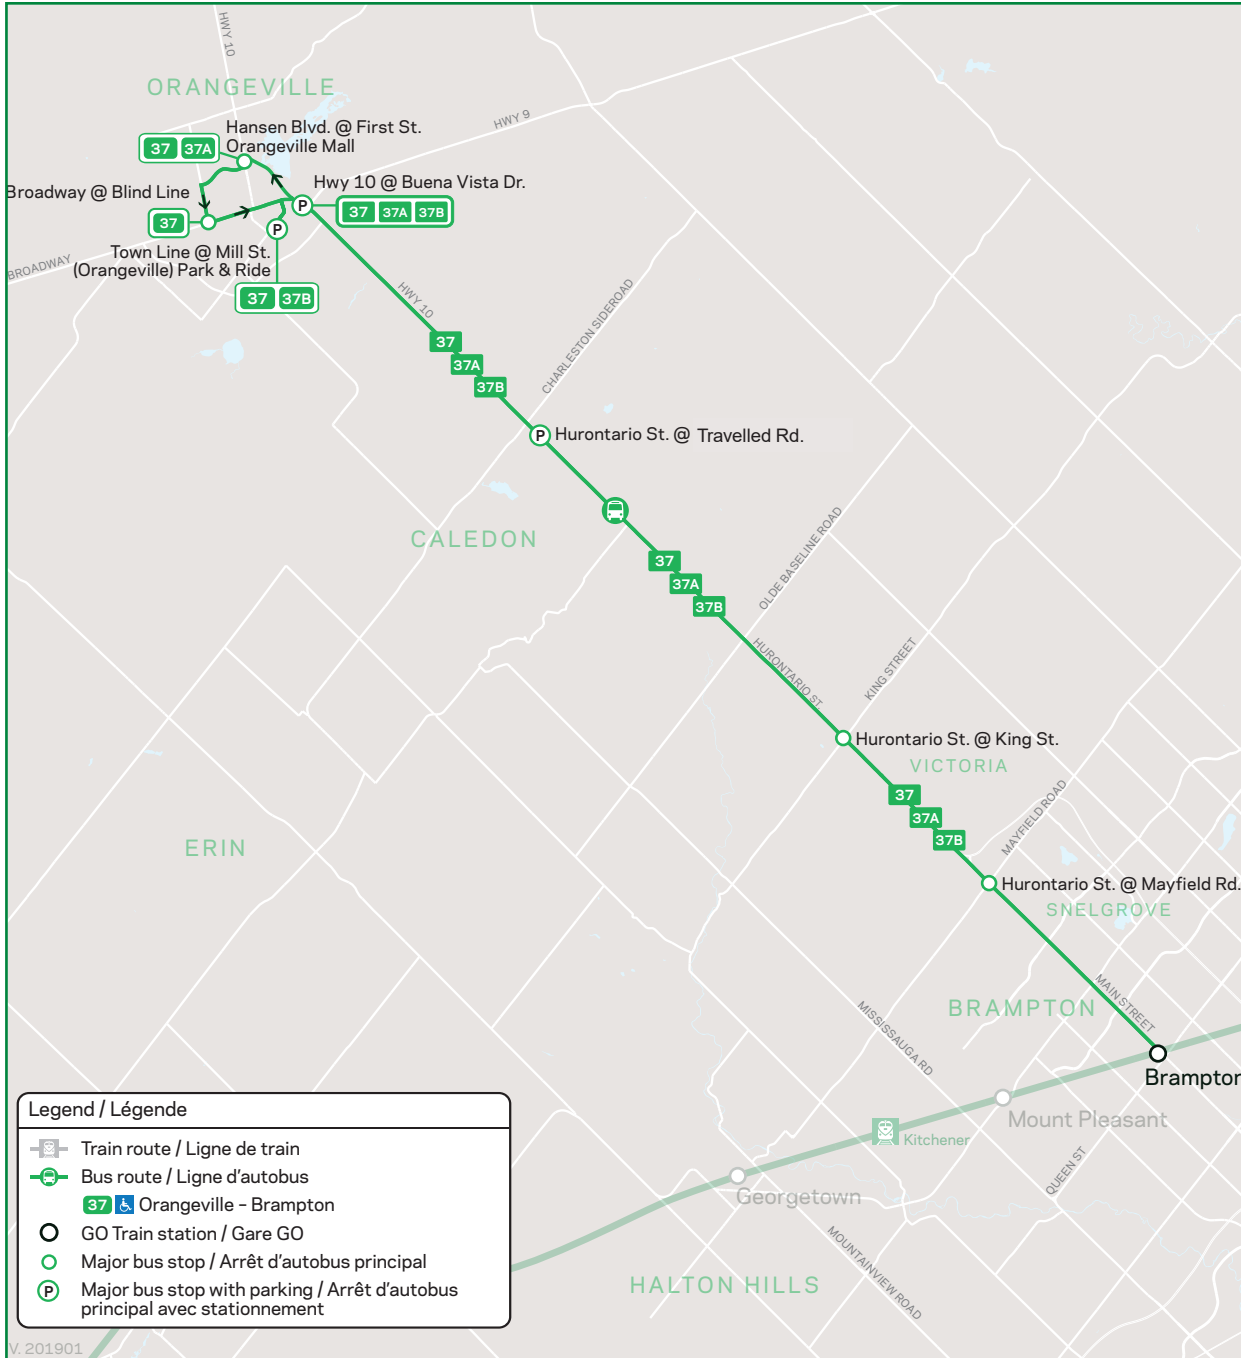 HWY 10
ORANGEVILLE
HWY 9
Hansen Blvd. @ First St.
Orangeville Mall
37 37A
Broadway @ Blind Line
Hwy 10 @ Buena Vista Dr.
37 37A 37B
37
Town Line @ Mill St.
(Orangeville) Park & Ride
P
P
BROADWAY
37 37B
HWY 10
CHARLESTON SIDEROAD
37
37A
37B
P
Hurontario St. @ Travelled Rd.
CALEDON
OLDE BASELINE ROAD
37
37A
37B
HURONTARIO ST.
KING STREET
Hurontario St. @ King St.
VICTORIA
37
37A
37B
MAYFIELD ROAD
ERIN
Hurontario St. @ Mayfield Rd.
SNELGROVE
MAIN STREET
BRAMPTON
MISSISSAUGA RD
Brampton
Mount Pleasant
Kitchener
QUEEN ST
Georgetown
MOUNTAINVIEW ROAD
HALTON HILLS
Legend / Légende
Train route / Ligne de train
Bus route / Ligne d'autobus
37 Orangeville – Brampton
GO Train station / Gare GO
Major bus stop / Arrêt d'autobus principal
P Major bus stop with parking / Arrêt d'autobus
principal avec stationnement
V. 201901